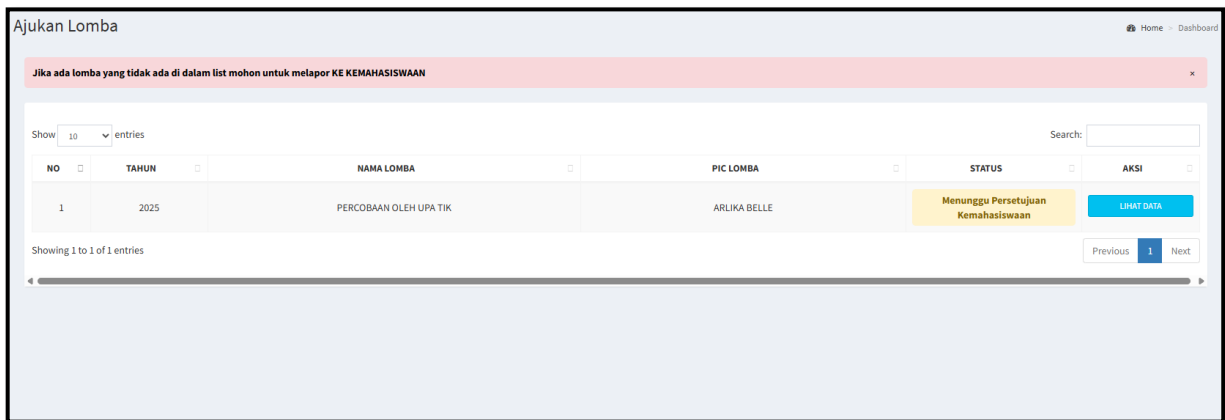 Ajukan Lomba
Home > Dashboard
Jika ada lomba yang tidak ada di dalam list mohon untuk melapor KE KEMAHASISWAAN ×
Show 10 entries Search:
NO TAHUN NAMA LOMBA PIC LOMBA STATUS AKSI
1 2025 PERCOBAAN OLEH UPA TIK ARLIKA BELLE Menunggu Persetujuan LIHAT DATA
Kemahasiswaan
Showing 1 to 1 of 1 entries Previous 1 Next